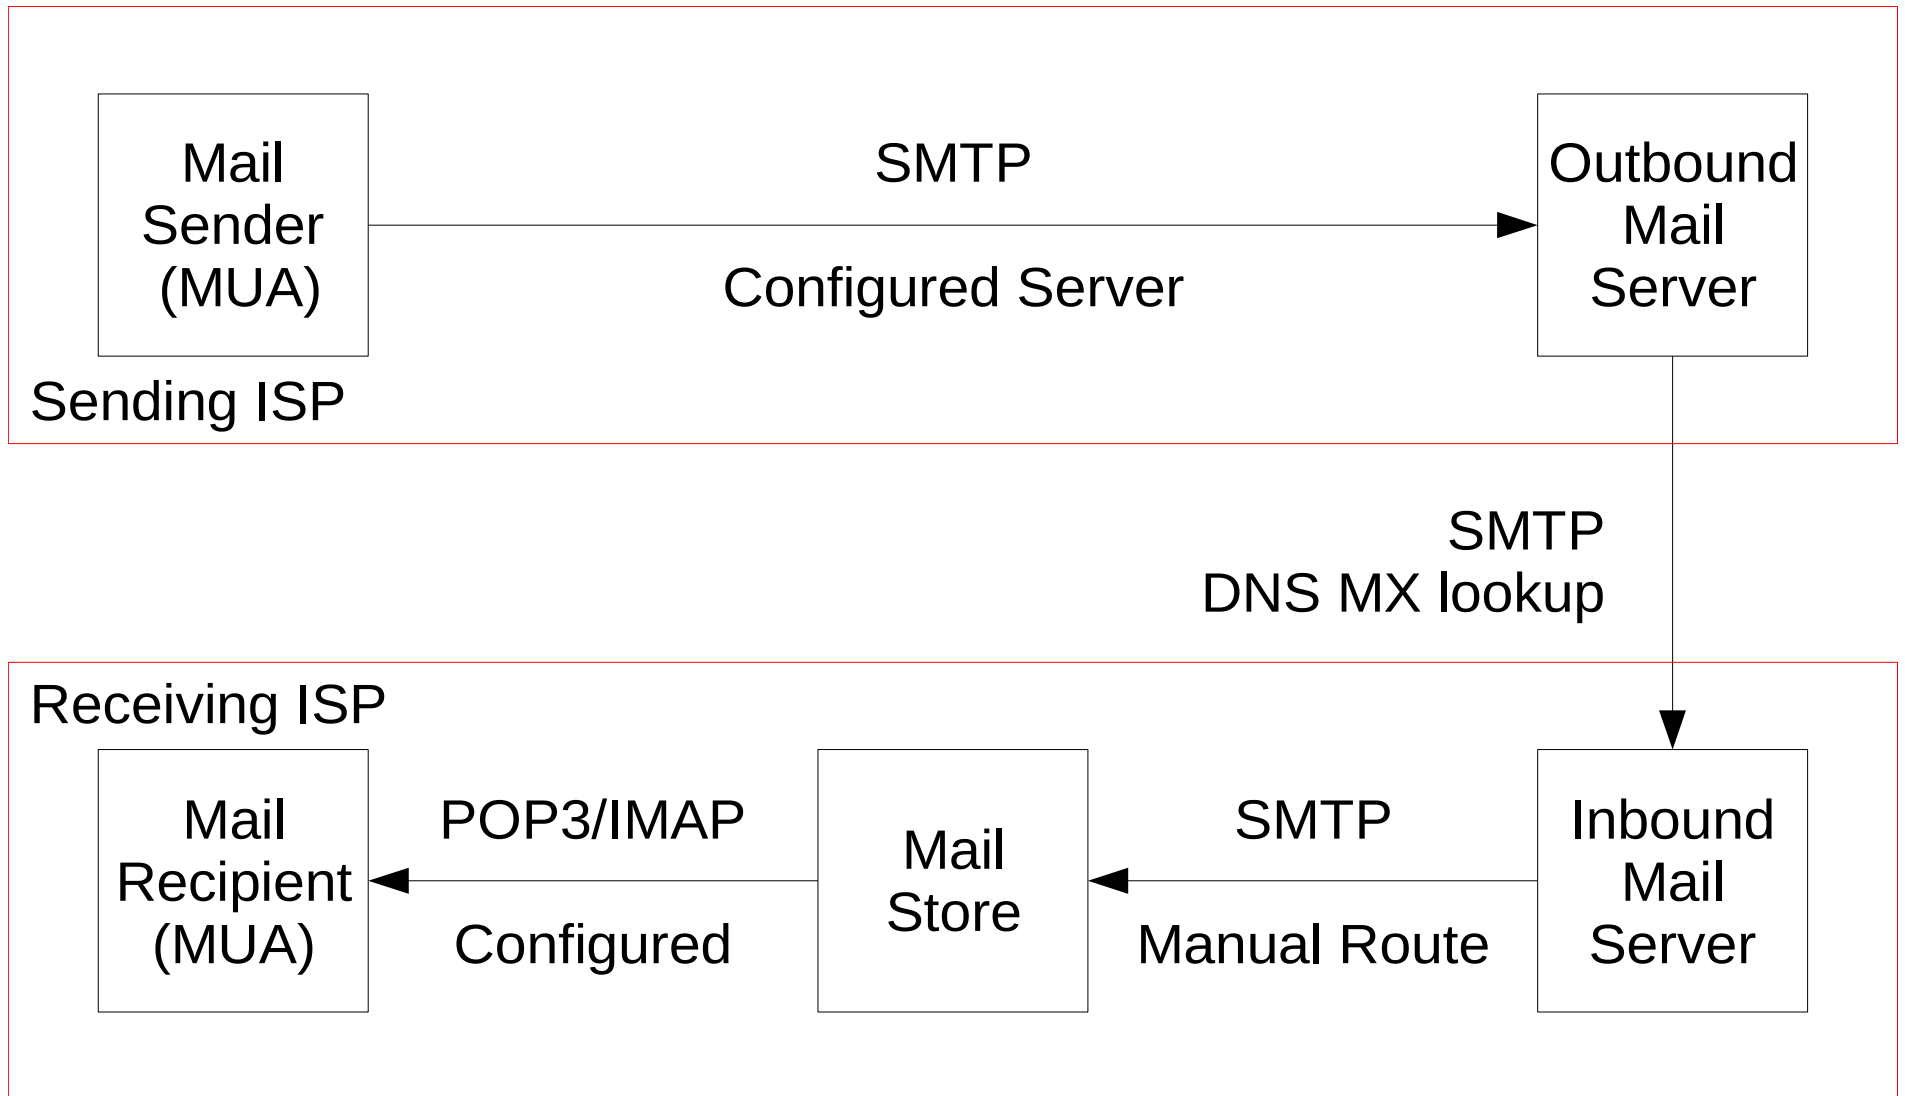 Mail
Sender
(MUA)
SMTP
Configured Server
Outbound
Mail
Server
Sending ISP
SMTP
DNS MX lookup
Receiving ISP
Mail
Recipient
(MUA)
POP3/IMAP
Configured
Mail
Store
SMTP
Manual Route
Inbound
Mail
Server